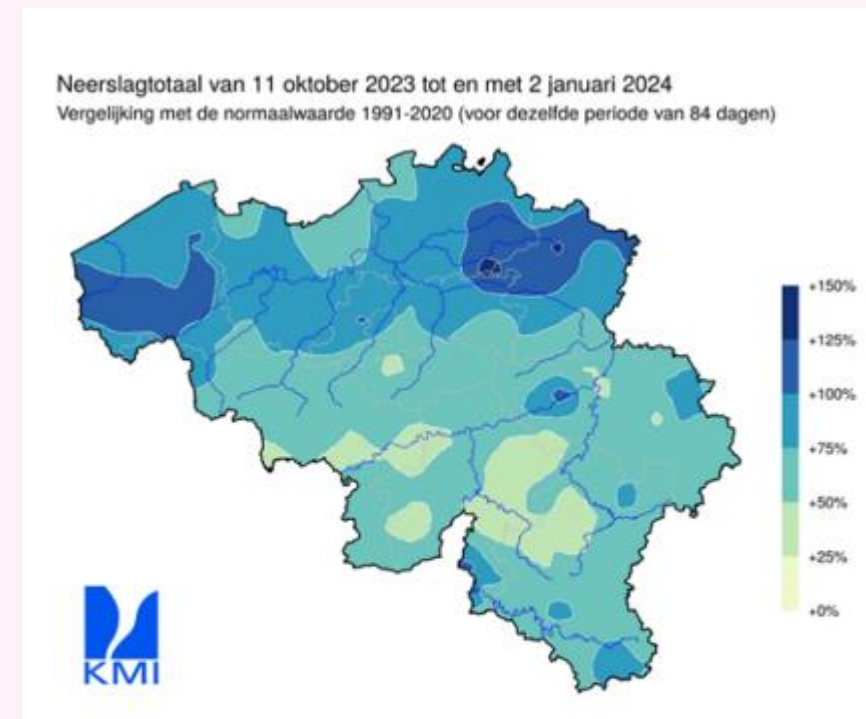 Neerslagtotaal van 11 oktober 2023 tot en met 2 januari 2024
Vergelijking met de normaalwaarde 1991-2020 (voor dezelfde periode van 84 dagen)
+150%
+125%
+100%
+75%
+50%
+25%
+0%
KMI